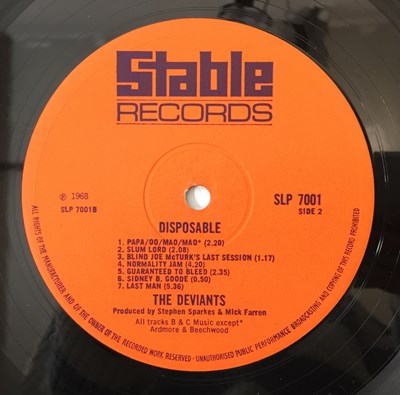 Stable
RECORDS
℗ 1968
SLP 7001B
SLP 7001
SIDE 2
DISPOSABLE
1. PAPA/OO/MAO/MAO* (2.20)
2. SLUM LORD (2.08)
3. BLIND JOE McTURK'S LAST SESSION (1.17)
4. NORMALITY JAM (4.20)
5. GUARANTEED TO BLEED (2.35)
6. SIDNEY B. GOODE (0.50)
7. LAST MAN (5.36)
THE DEVIANTS
Produced by Stephen Sparkes & Mick Farren
All tracks B & C Music except*
Ardmore & Beechwood
ALL RIGHTS OF THE MANUFACTURER AND OF THE OWNER OF THE RECORDED WORK RESERVED · UNAUTHORISED PUBLIC PERFORMANCE BROADCASTING AND COPYING OF THIS RECORD PROHIBITED